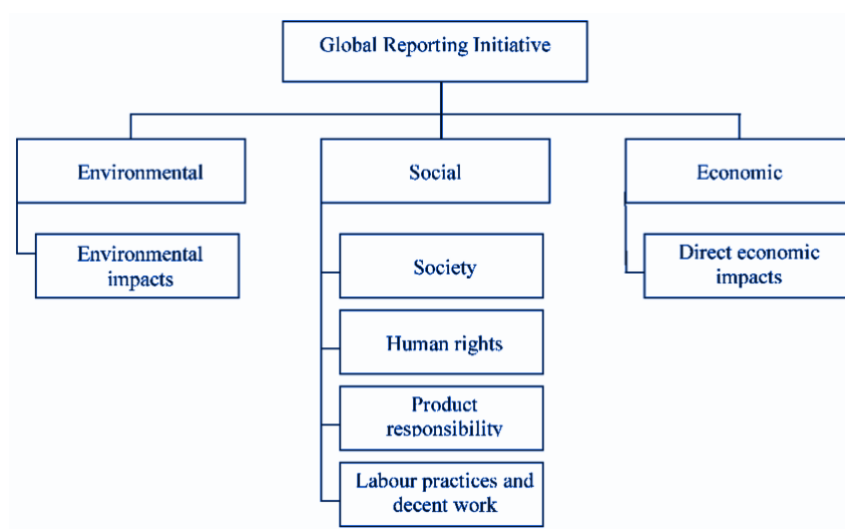 Global Reporting Initiative
Environmental
Social
Economic
Environmental
impacts
Society
Direct economic
impacts
Human rights
Product
responsibility
Labour practices and
decent work